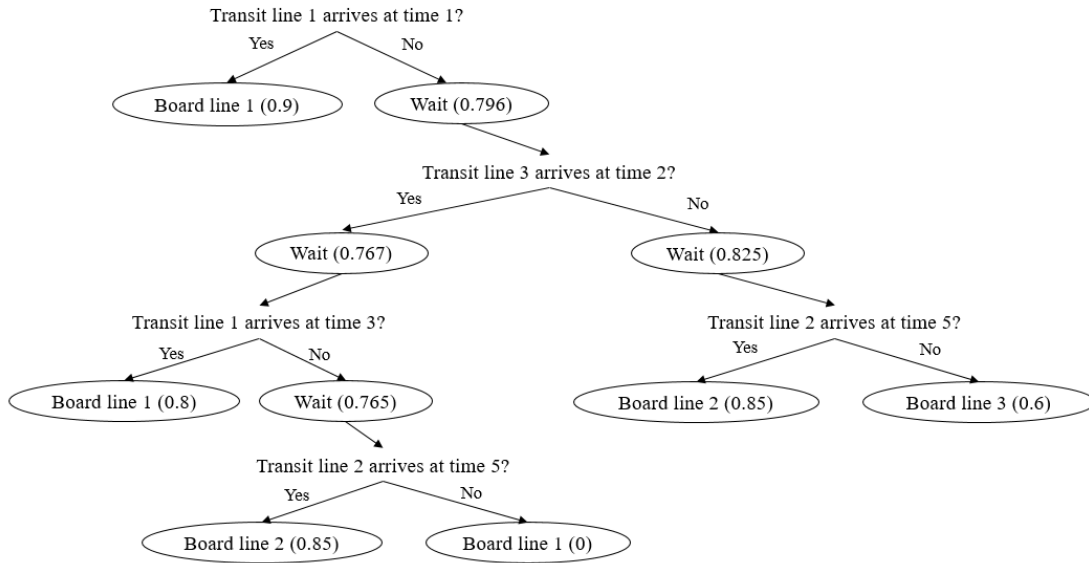 Transit line 1 arrives at time 1?
Yes
No
Board line 1 (0.9)
Wait (0.796)
Transit line 3 arrives at time 2?
Yes
No
Wait (0.767)
Wait (0.825)
Transit line 1 arrives at time 3?
Transit line 2 arrives at time 5?
Yes
No
Yes
No
Board line 1 (0.8)
Wait (0.765)
Board line 2 (0.85)
Board line 3 (0.6)
Transit line 2 arrives at time 5?
Yes
No
Board line 2 (0.85)
Board line 1 (0)